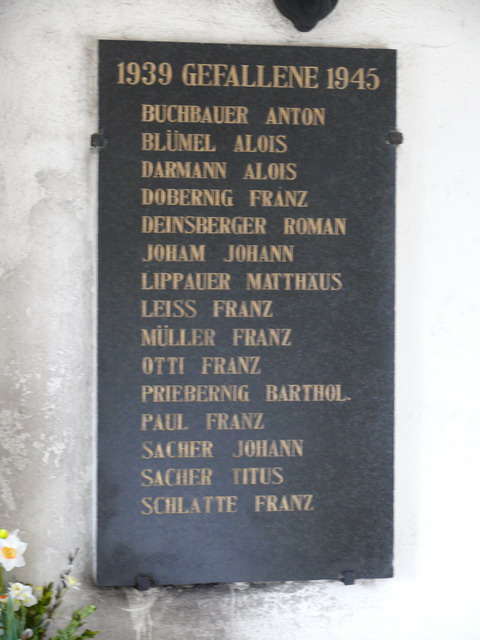 1939 GEFALLENE 1945
BUCHBAUER ANTON
BLÜMEL ALOIS
DARMANN ALOIS
DOBERNIG FRANZ
DEINSBERGER ROMAN
JOHAM JOHANN
LIPPAUER MATTHÄUS
LEISS FRANZ
MÜLLER FRANZ
OTTI FRANZ
PRIEBERNIG BARTHOL.
PAUL FRANZ
SACHER JOHANN
SACHER TITUS
SCHLATTE FRANZ